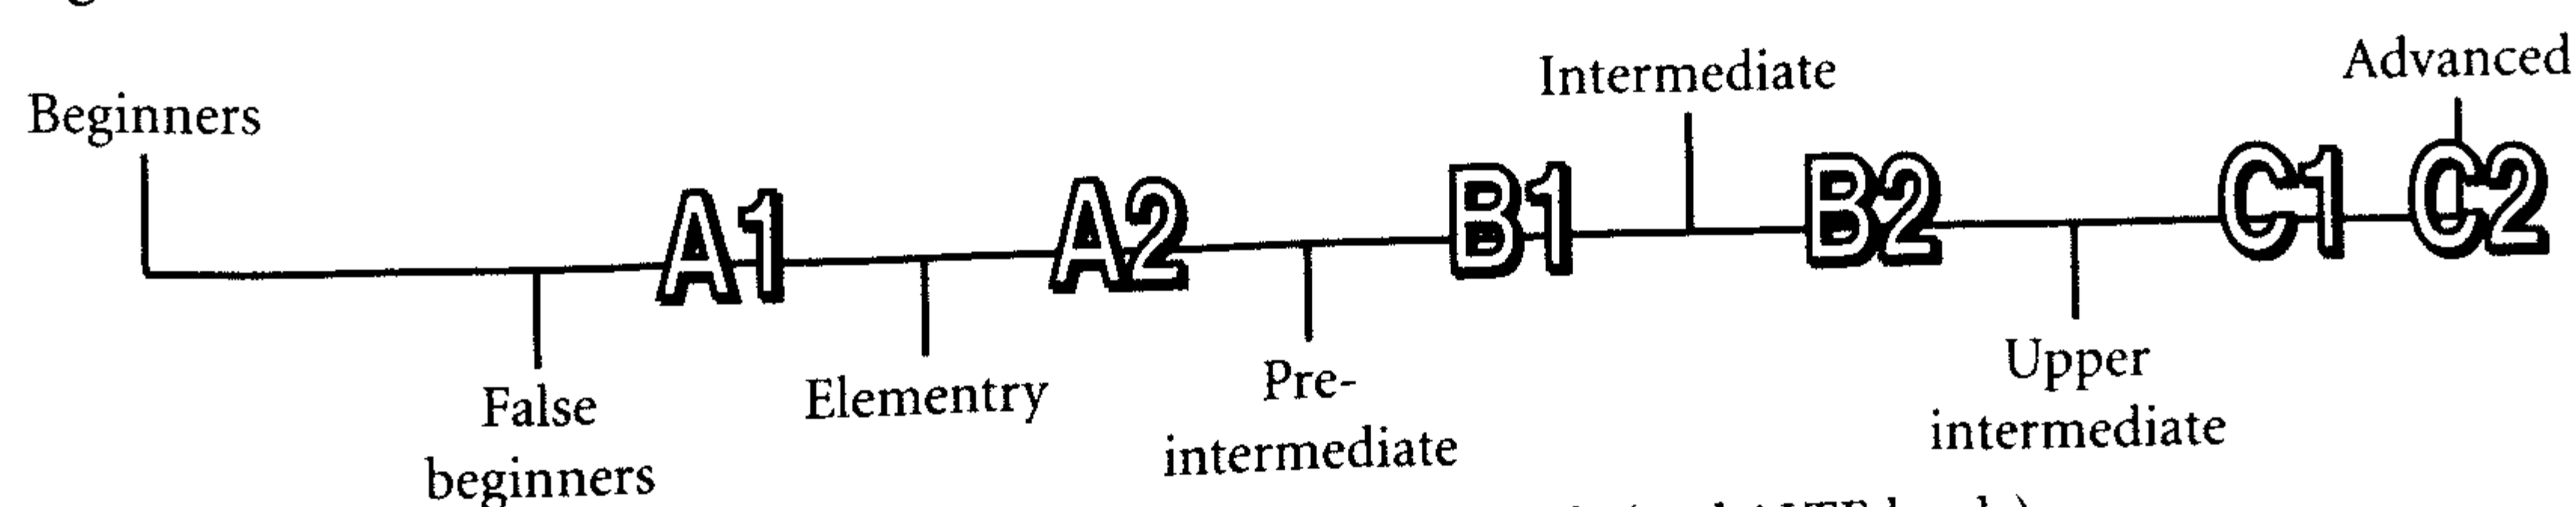 Beginners
Intermediate
Advanced
A1
A2
B1
B2
C1
C2
False
beginners
Elementry
Pre-
intermediate
Upper
intermediate